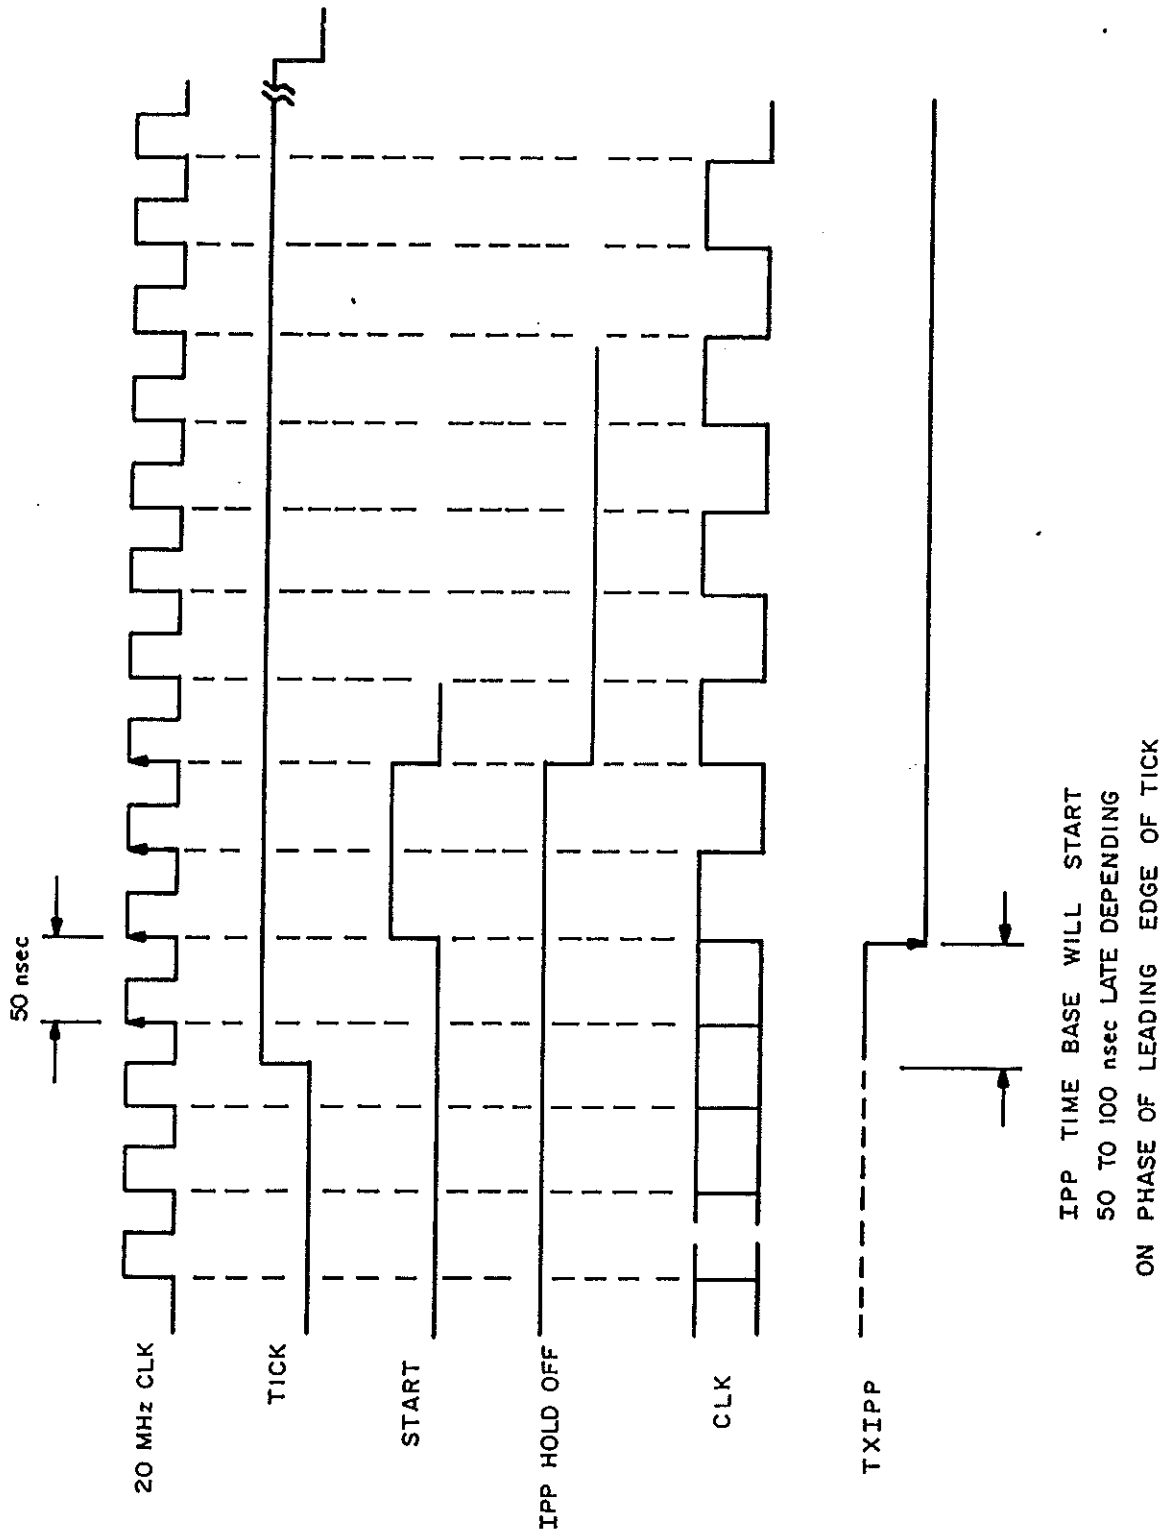 50 nsec
20 MHz CLK
TICK
START
IPP HOLD OFF
CLK
TXIPP
IPP TIME BASE WILL START
50 TO 100 nsec LATE DEPENDING
ON PHASE OF LEADING EDGE OF TICK